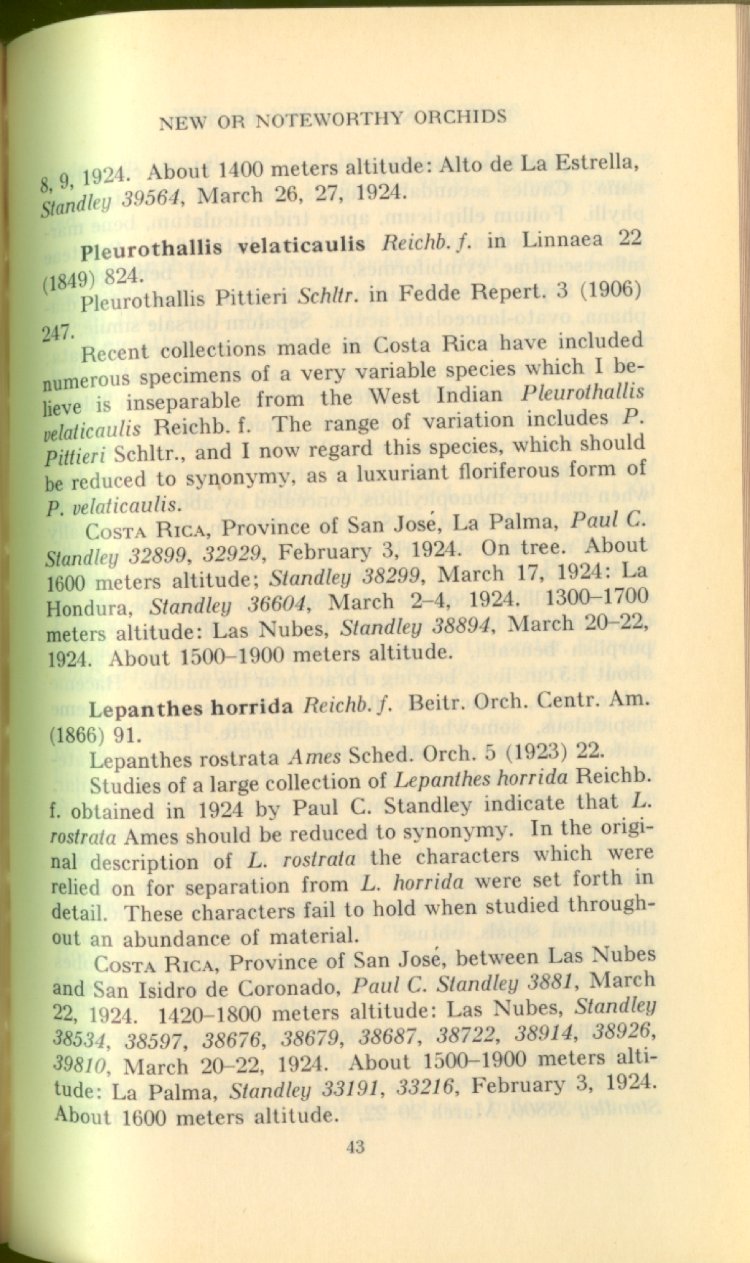 NEW OR NOTEWORTHY ORCHIDS
8, 9, 1924. About 1400 meters altitude: Alto de La Estrella,
Standley 39564, March 26, 27, 1924.
Pleurothallis velaticaulis Reichb. f. in Linnaea 22
(1849) 824.
Pleurothallis Pittieri Schltr. in Fedde Repert. 3 (1906)
247.
Recent collections made in Costa Rica have included
numerous specimens of a very variable species which I be-
lieve is inseparable from the West Indian Pleurothallis
velaticaulis Reichb. f. The range of variation includes P.
Pittieri Schltr., and I now regard this species, which should
be reduced to synonymy, as a luxuriant floriferous form of
P. velaticaulis.
COSTA RICA, Province of San José, La Palma, Paul C.
Standley 32899, 32929, February 3, 1924. On tree. About
1600 meters altitude; Standley 38299, March 17, 1924: La
Hondura, Standley 36604, March 2–4, 1924. 1300–1700
meters altitude: Las Nubes, Standley 38894, March 20–22,
1924. About 1500–1900 meters altitude.
Lepanthes horrida Reichb. f. Beitr. Orch. Centr. Am.
(1866) 91.
Lepanthes rostrata Ames Sched. Orch. 5 (1923) 22.
Studies of a large collection of Lepanthes horrida Reichb.
f. obtained in 1924 by Paul C. Standley indicate that L.
rostrata Ames should be reduced to synonymy. In the origi-
nal description of L. rostrata the characters which were
relied on for separation from L. horrida were set forth in
detail. These characters fail to hold when studied through-
out an abundance of material.
COSTA RICA, Province of San José, between Las Nubes
and San Isidro de Coronado, Paul C. Standley 3881, March
22, 1924. 1420–1800 meters altitude: Las Nubes, Standley
38534, 38597, 38676, 38679, 38687, 38722, 38914, 38926,
39810, March 20–22, 1924. About 1500–1900 meters alti-
tude: La Palma, Standley 33191, 33216, February 3, 1924.
About 1600 meters altitude.
43